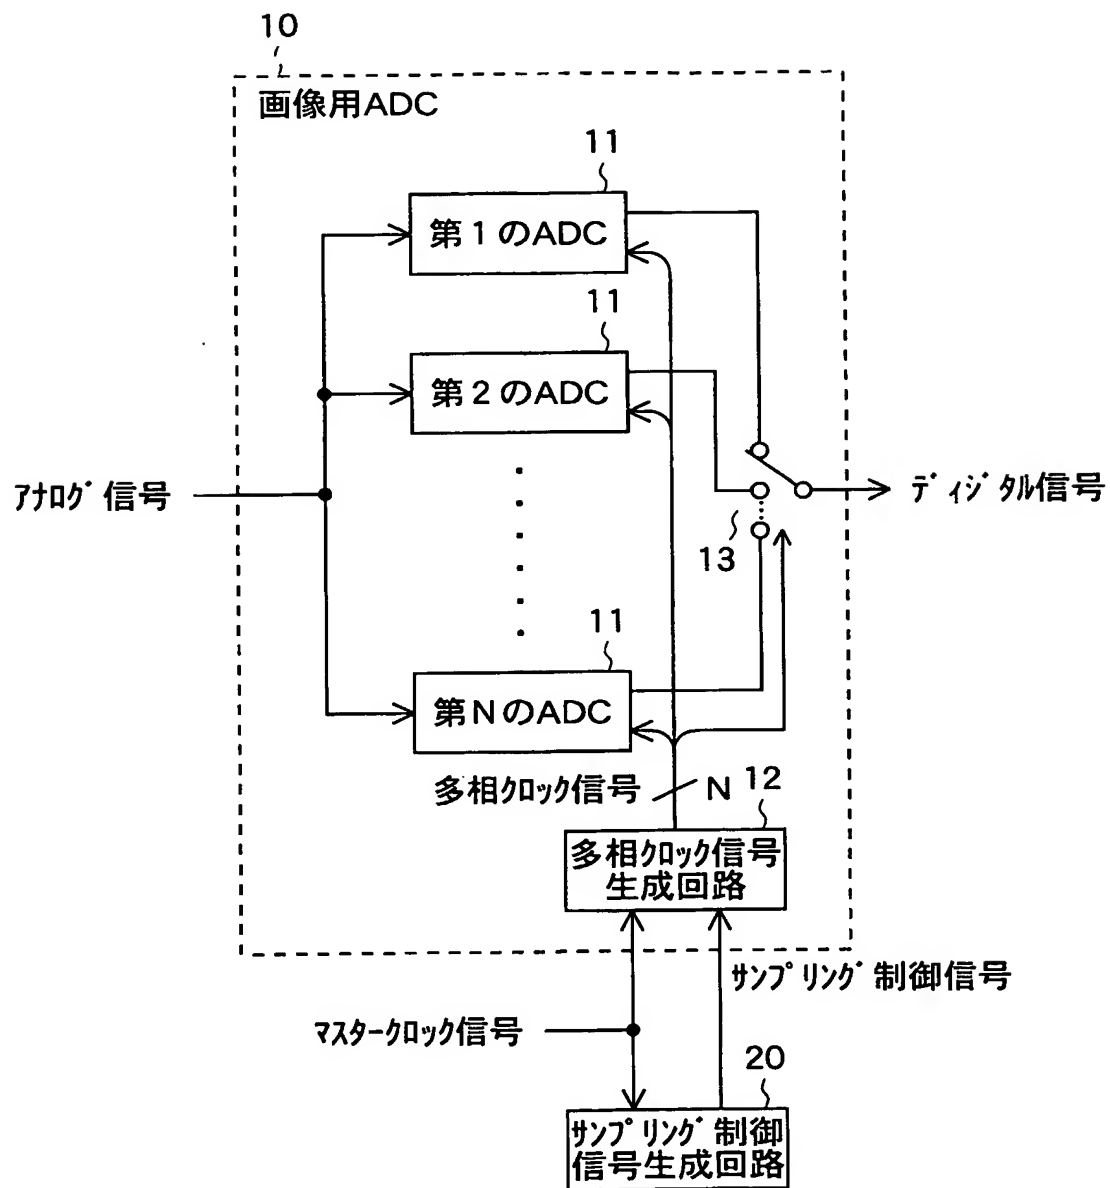 10
画像用ADC
11
第1のADC
11
第2のADC
アナログ信号
ディジタル信号
13
11
第NのADC
多相クロック信号
N
12
多相クロック信号
生成回路
サンプリング制御信号
マスタークロック信号
20
サンプリング制御
信号生成回路